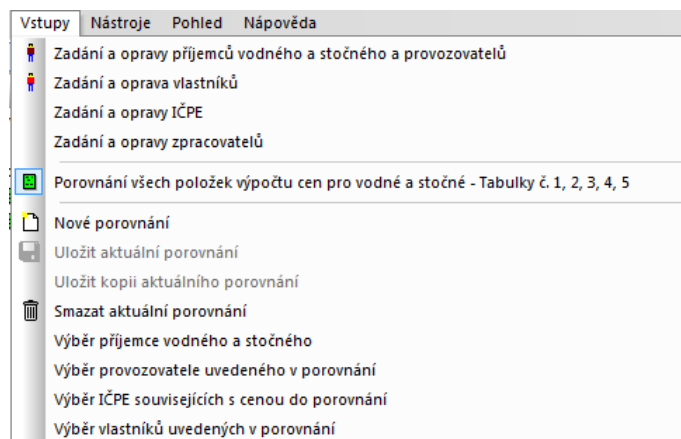 Vstupy Nástroje Pohled Nápověda
Zadání a opravy příjemců vodného a stočného a provozovatelů
Zadání a oprava vlastníků
Zadání a opravy IČPE
Zadání a opravy zpracovatelů
Porovnání všech položek výpočtu cen pro vodné a stočné - Tabulky č. 1, 2, 3, 4, 5
Nové porovnání
Uložit aktuální porovnání
Uložit kopii aktuálního porovnání
Smazat aktuální porovnání
Výběr příjemce vodného a stočného
Výběr provozovatele uvedeného v porovnání
Výběr IČPE souvisejících s cenou do porovnání
Výběr vlastníků uvedených v porovnání